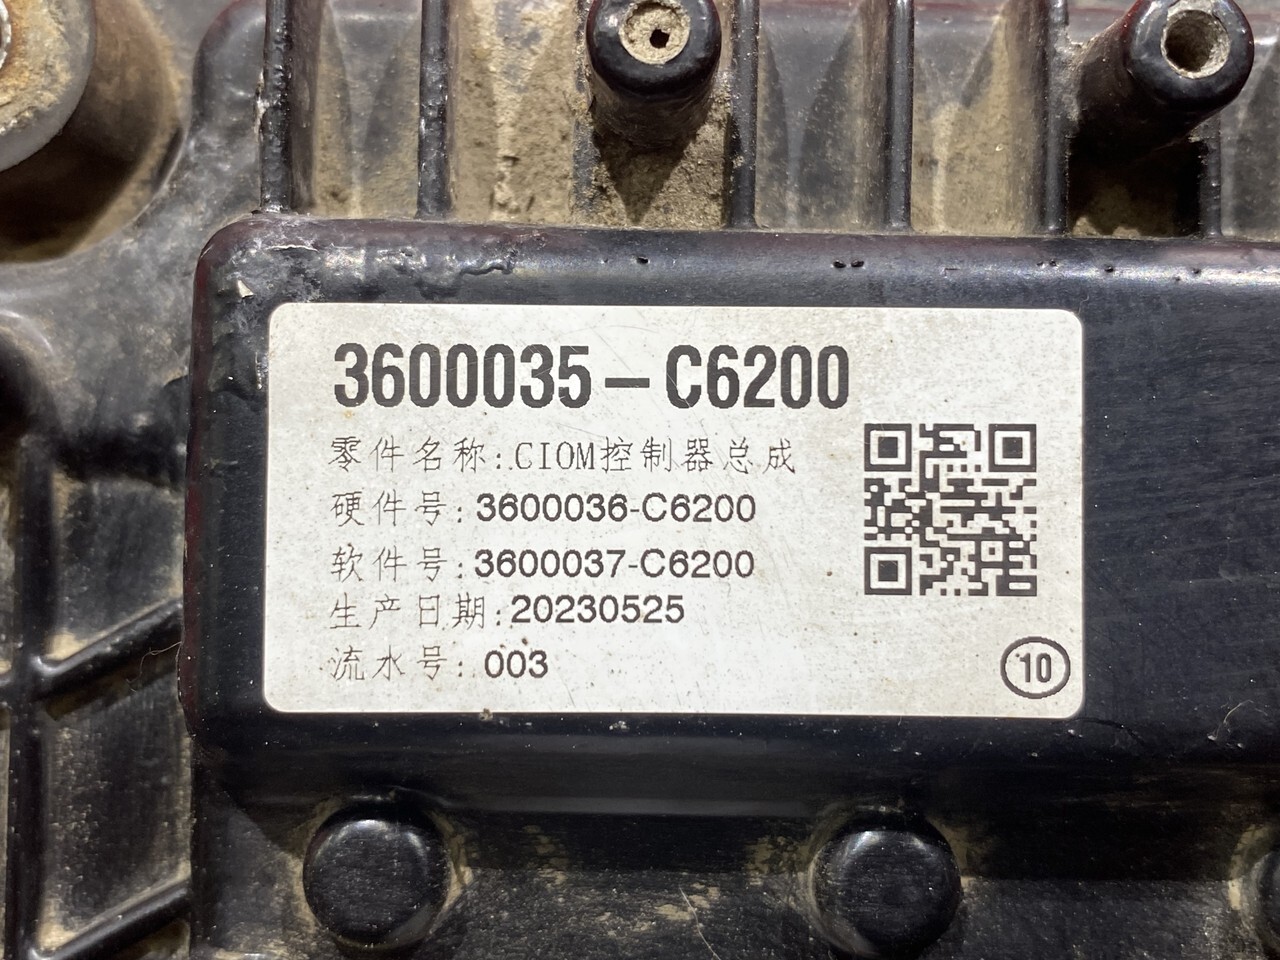 3600035-C6200
零件名称:CIOM控制器总成
硬件号:3600036-C6200
软件号:3600037-C6200
生产日期:20230525
流水号:003
10